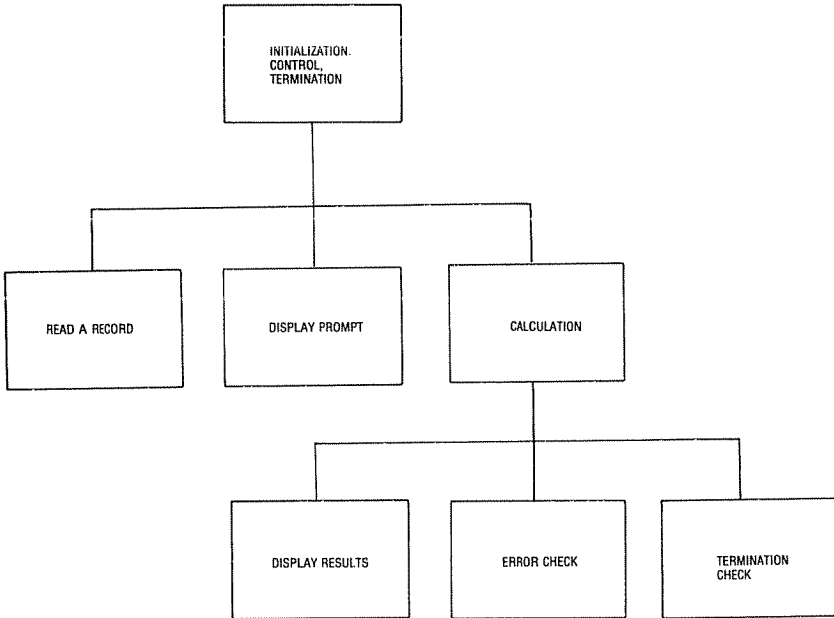 INITIALIZATION.
CONTROL,
TERMINATION
READ A RECORD
DISPLAY PROMPT
CALCULATION
DISPLAY RESULTS
ERROR CHECK
TERMINATION
CHECK